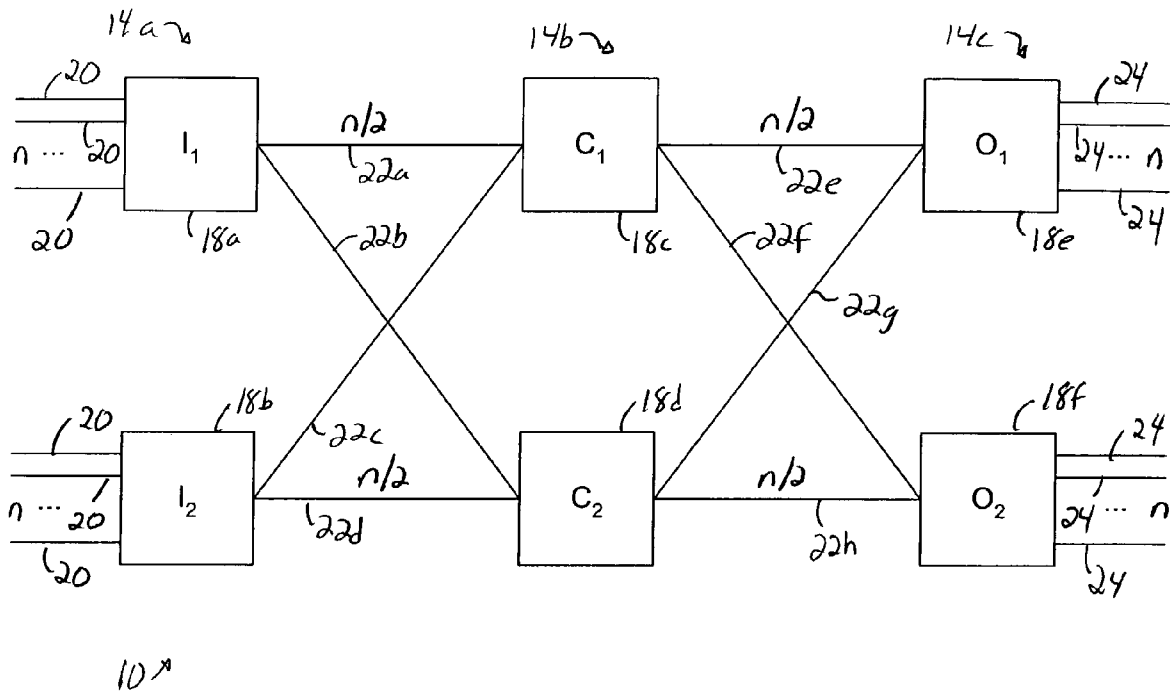 14a 14b 14c
20 24
I1 n/2 C1 n/2 O1
20 24 ... n
n ...
22a 22e
20 18a 22b 18c 22f 18e 24
22g
20 18b 18d 18f 24
22c
n/2 n/2
n ... 20 I2 C2 O2 24 ... n
22d 22h
20 24
10